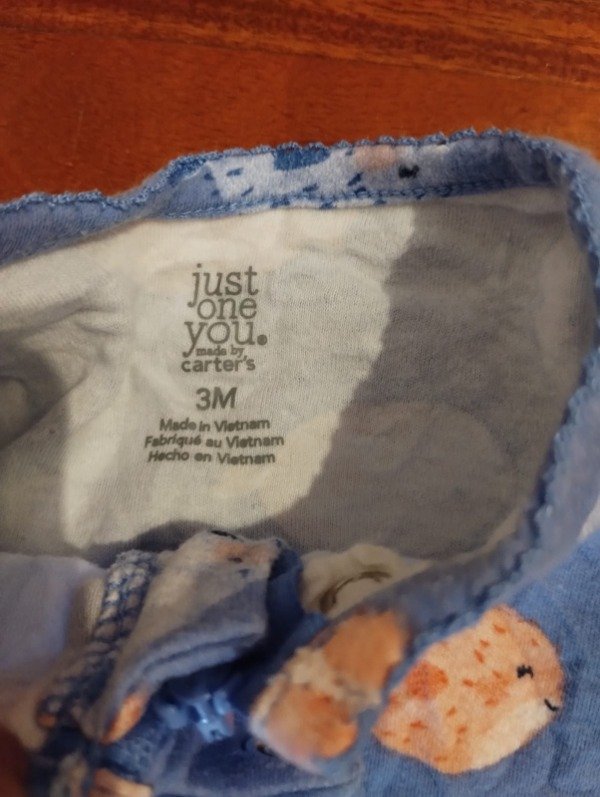 just
one
you®
made by
carter's
3M
Made in Vietnam
Fabriqué au Vietnam
Hecho en Vietnam